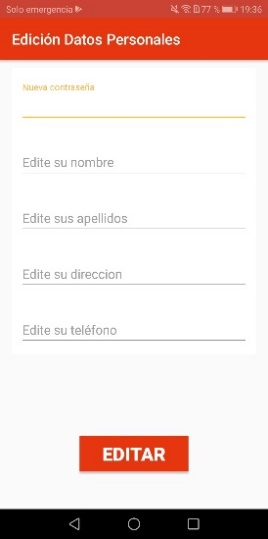 Solo emergencia 77 % 19:36
Edición Datos Personales
Nueva contraseña
Edite su nombre
Edite sus apellidos
Edite su direccion
Edite su teléfono
EDITAR